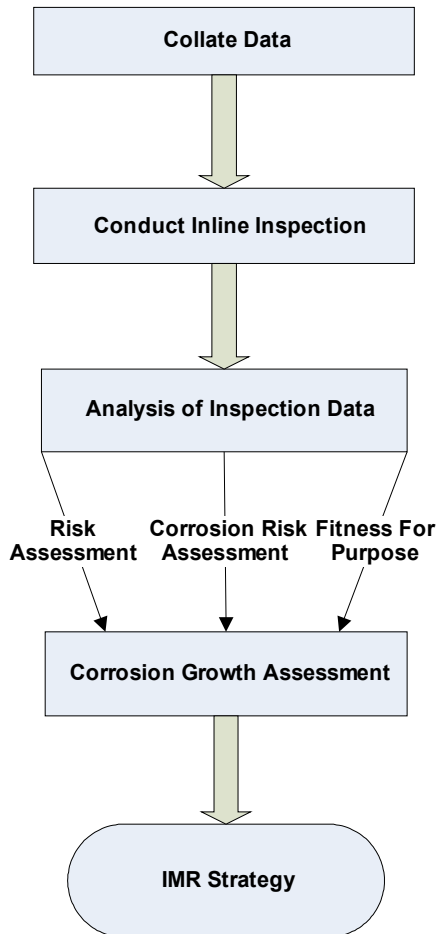 Collate Data
Conduct Inline Inspection
Analysis of Inspection Data
Risk
Assessment
Corrosion Risk
Assessment
Fitness For
Purpose
Corrosion Growth Assessment
IMR Strategy